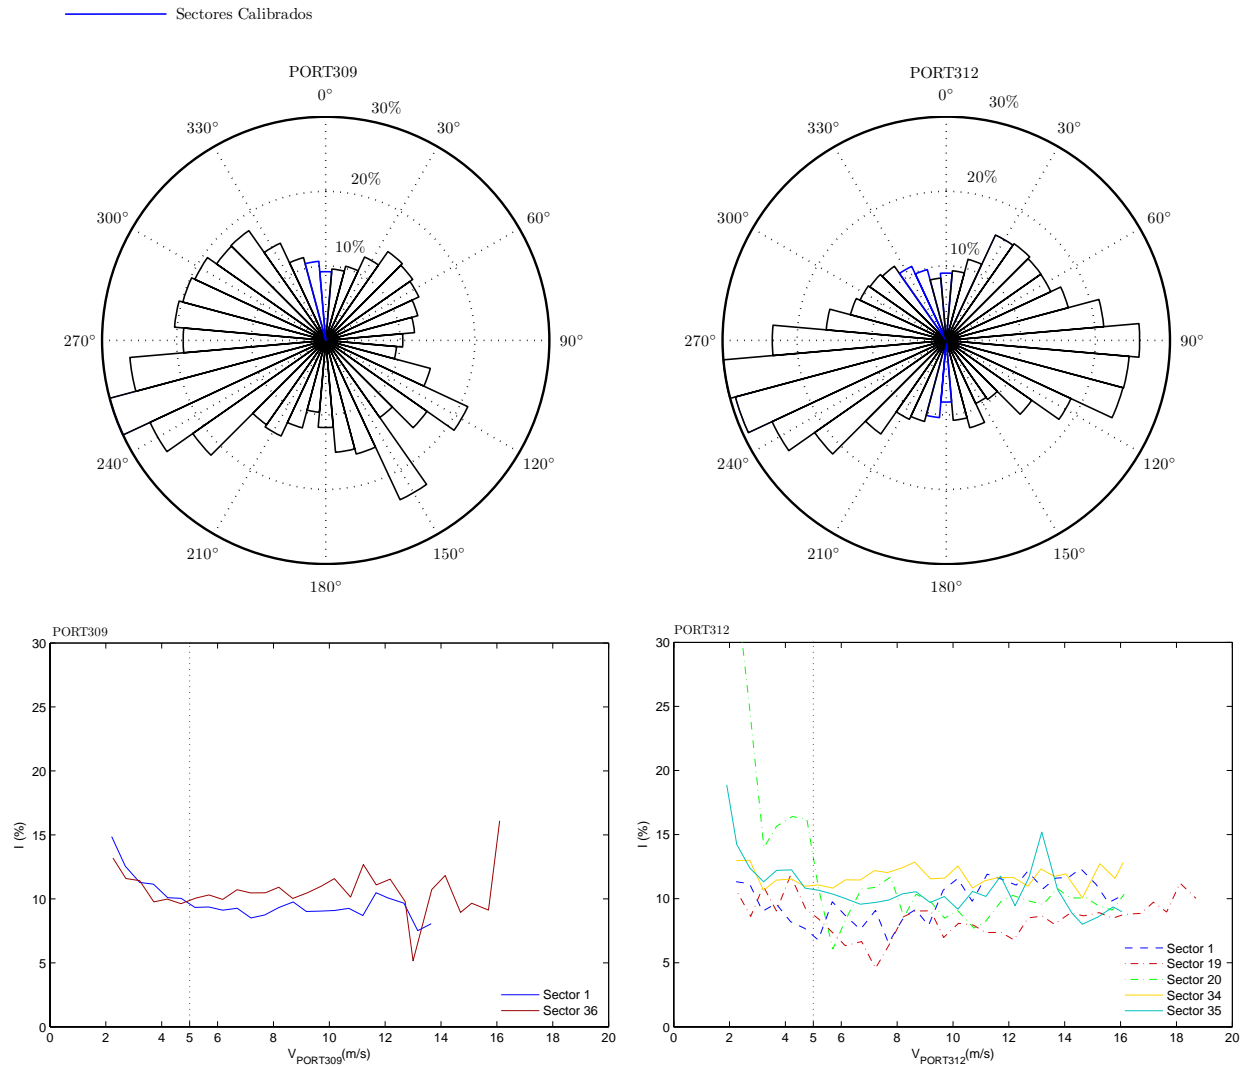 Sectores Calibrados
PORT309
0°
30%
330°
30°
20%
300°
60°
10%
270°
90°
240°
120°
210°
150°
180°
PORT312
0°
30%
330°
30°
20%
300°
60°
10%
270°
90°
240°
120°
210°
150°
180°
PORT309
30
25
20
15
10
5
0
I (%)
0 2 4 5 6 8 10 12 14 16 18 20
V_PORT309(m/s)
Sector 1
Sector 36
PORT312
30
25
20
15
10
5
0
I (%)
0 2 4 5 6 8 10 12 14 16 18 20
V_PORT312(m/s)
Sector 1
Sector 19
Sector 20
Sector 34
Sector 35